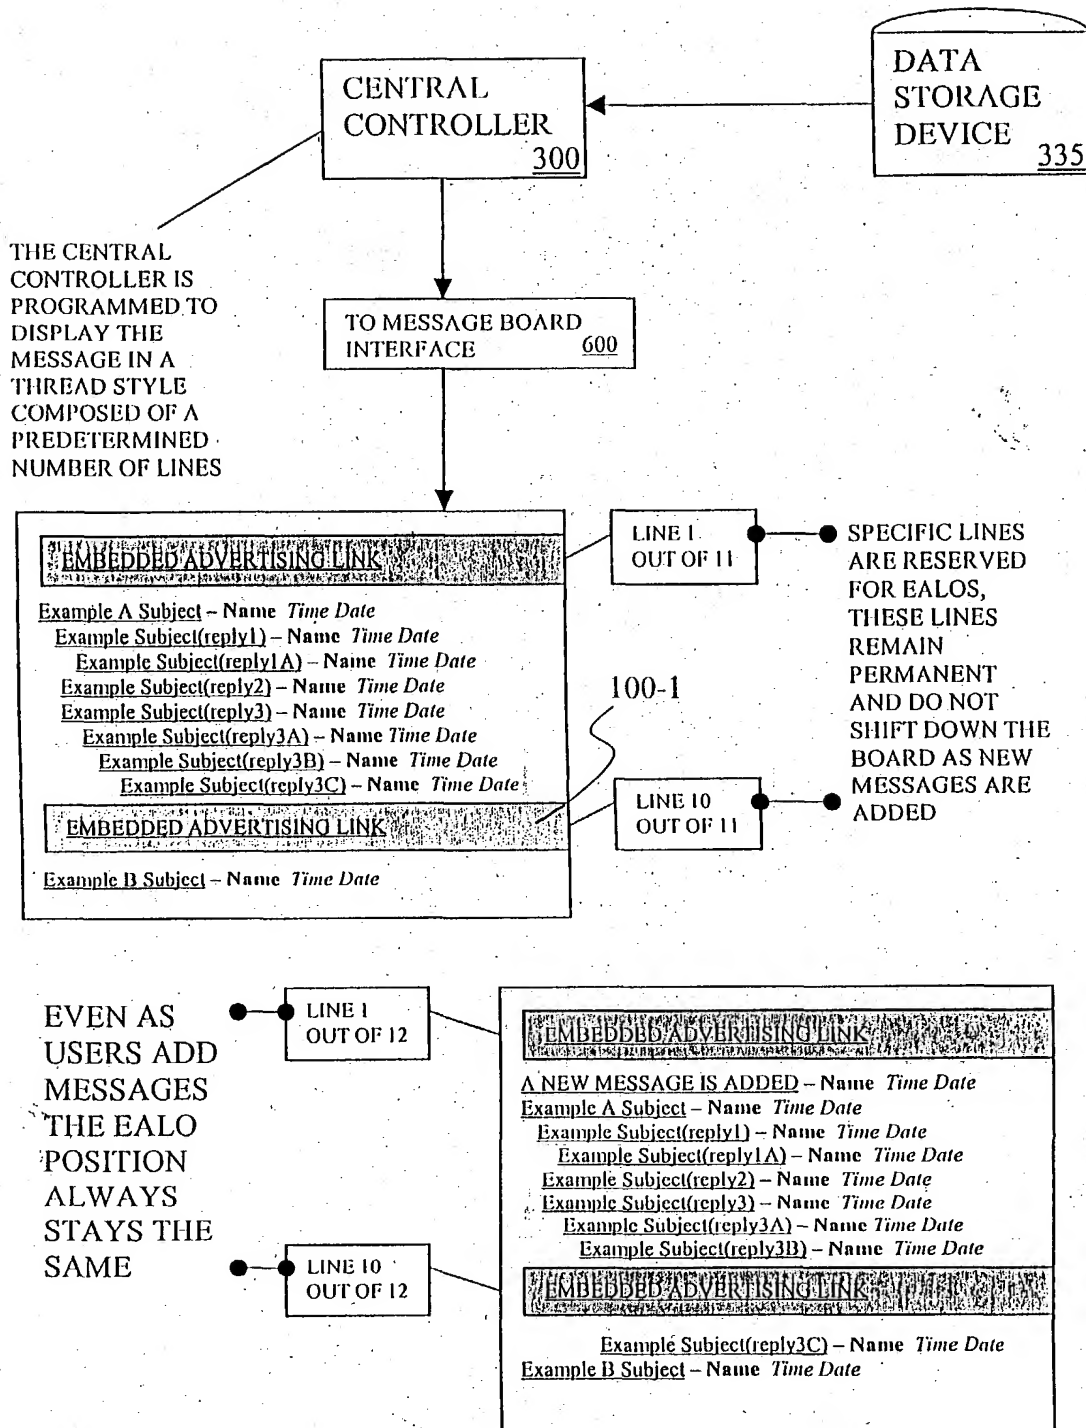 CENTRAL
CONTROLLER
300
DATA
STORAGE
DEVICE
335
THE CENTRAL
CONTROLLER IS
PROGRAMMED TO
DISPLAY THE
MESSAGE IN A
THREAD STYLE
COMPOSED OF A
PREDETERMINED
NUMBER OF LINES
TO MESSAGE BOARD
INTERFACE 600
EMBEDDED ADVERTISING LINK
Example A Subject – Name Time Date
Example Subject(reply1) – Name Time Date
Example Subject(reply1A) – Name Time Date
Example Subject(reply2) – Name Time Date
Example Subject(reply3) – Name Time Date
Example Subject(reply3A) – Name Time Date
Example Subject(reply3B) – Name Time Date
Example Subject(reply3C) – Name Time Date
EMBEDDED ADVERTISING LINK
Example B Subject – Name Time Date
LINE 1
OUT OF 11
100-1
LINE 10
OUT OF 11
SPECIFIC LINES
ARE RESERVED
FOR EALOS,
THESE LINES
REMAIN
PERMANENT
AND DO NOT
SHIFT DOWN THE
BOARD AS NEW
MESSAGES ARE
ADDED
EVEN AS
USERS ADD
MESSAGES
THE EALO
POSITION
ALWAYS
STAYS THE
SAME
LINE 1
OUT OF 12
LINE 10
OUT OF 12
EMBEDDED ADVERTISING LINK
A NEW MESSAGE IS ADDED – Name Time Date
Example A Subject – Name Time Date
Example Subject(reply1) – Name Time Date
Example Subject(reply1A) – Name Time Date
Example Subject(reply2) – Name Time Date
Example Subject(reply3) – Name Time Date
Example Subject(reply3A) – Name Time Date
Example Subject(reply3B) – Name Time Date
EMBEDDED ADVERTISING LINK
Example Subject(reply3C) – Name Time Date
Example B Subject – Name Time Date